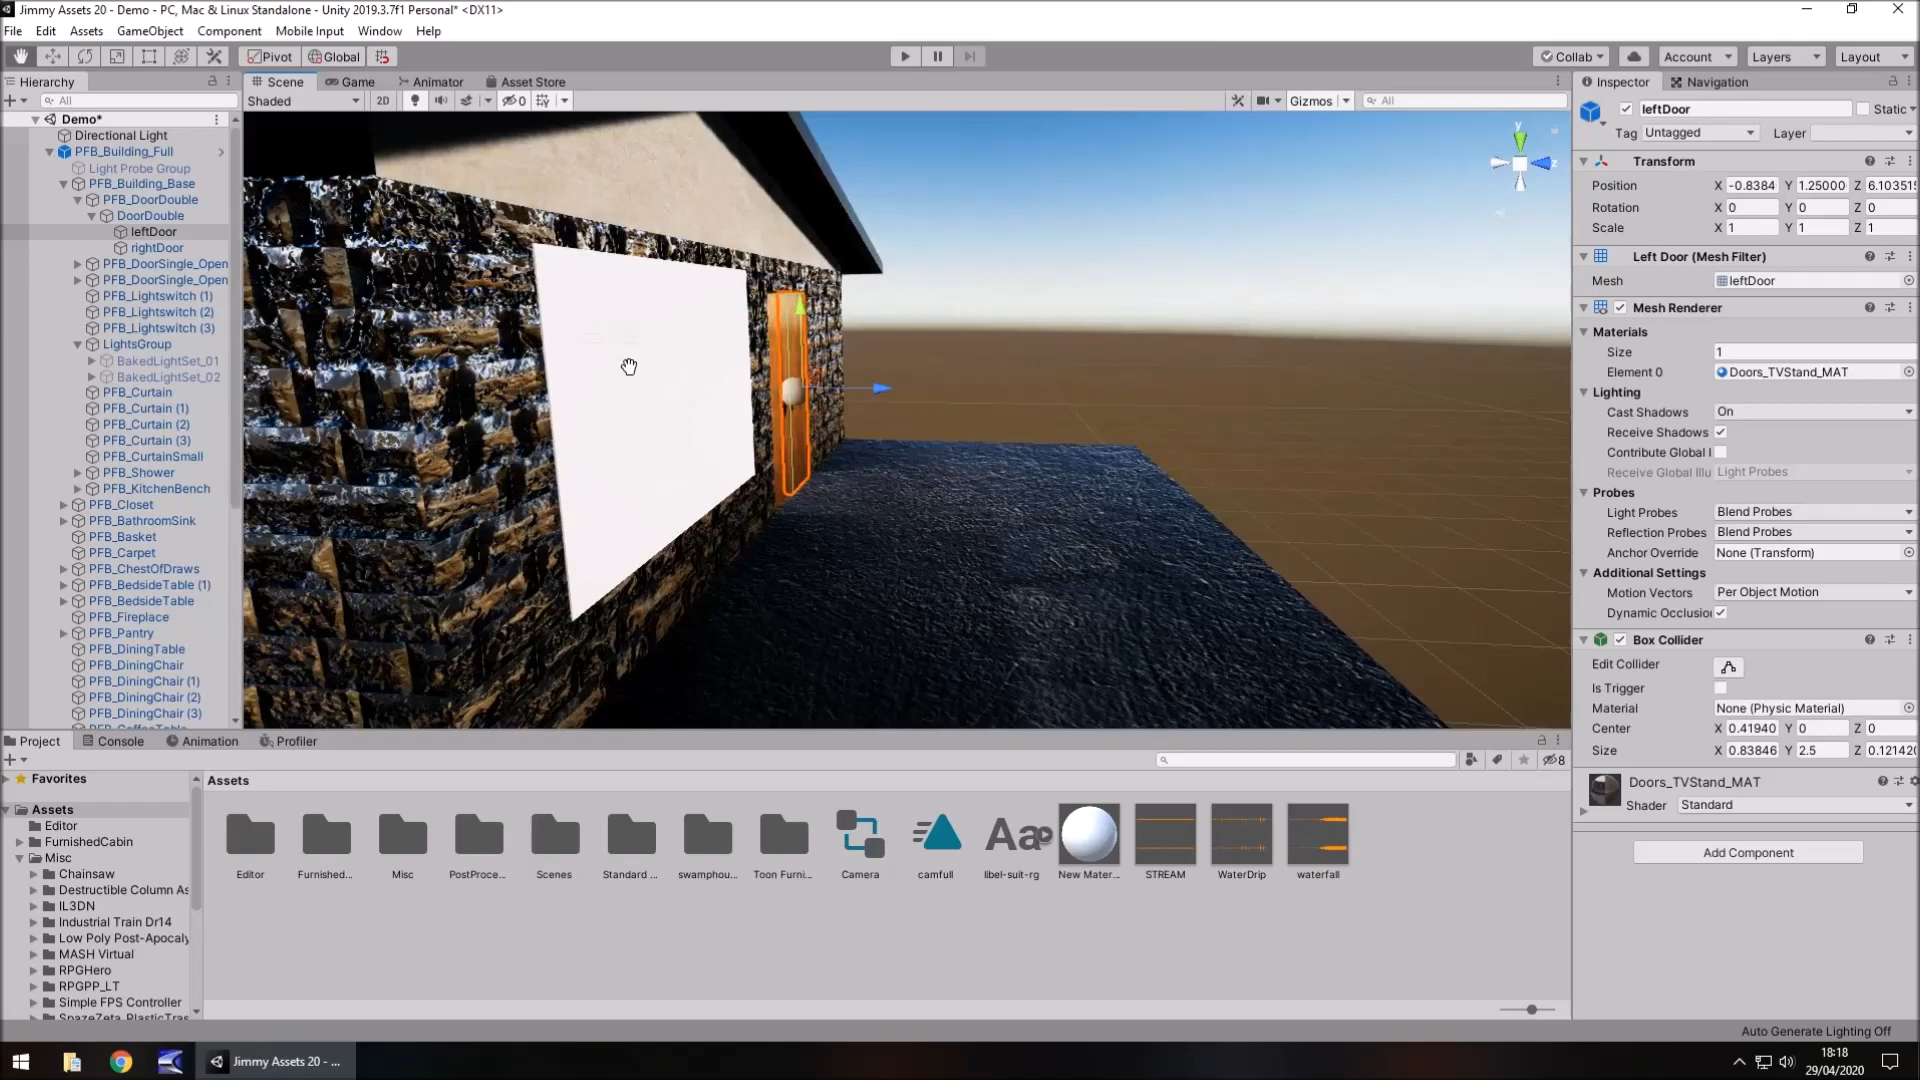 Jimmy Assets 20 - Demo - PC, Mac & Linux Standalone - Unity 2019.3.7f1 Personal* <DX11>
File Edit Assets GameObject Component Mobile Input Window Help
Pivot Global Collab Account Layers Layout
Hierarchy
All
Demo*
Directional Light
PFB_Building_Full
Light Probe Group
PFB_Building_Base
PFB_DoorDouble
DoorDouble
leftDoor
rightDoor
PFB_DoorSingle_Open
PFB_DoorSingle_Open
PFB_Lightswitch (1)
PFB_Lightswitch (2)
PFB_Lightswitch (3)
LightsGroup
BakedLightSet_01
BakedLightSet_02
PFB_Curtain
PFB_Curtain (1)
PFB_Curtain (2)
PFB_Curtain (3)
PFB_CurtainSmall
PFB_Shower
PFB_KitchenBench
PFB_Closet
PFB_BathroomSink
PFB_Basket
PFB_Carpet
PFB_ChestOfDraws
PFB_BedsideTable (1)
PFB_BedsideTable
PFB_Fireplace
PFB_Pantry
PFB_DiningTable
PFB_DiningChair
PFB_DiningChair (1)
PFB_DiningChair (2)
PFB_DiningChair (3)
Scene Game Animator Asset Store
Shaded 2D 0 Gizmos All
y
z
Inspector Navigation
leftDoor Static
Tag Untagged Layer
Transform
Position X -0.8384 Y 1.25000 Z 6.103515
Rotation X 0 Y 0 Z 0
Scale X 1 Y 1 Z 1
Left Door (Mesh Filter)
Mesh leftDoor
Mesh Renderer
Materials
Size 1
Element 0 Doors_TVStand_MAT
Lighting
Cast Shadows On
Receive Shadows
Contribute Global I
Receive Global Illu Light Probes
Probes
Light Probes Blend Probes
Reflection Probes Blend Probes
Anchor Override None (Transform)
Additional Settings
Motion Vectors Per Object Motion
Dynamic Occlusion
Box Collider
Edit Collider
Is Trigger
Material None (Physic Material)
Center X 0.41940 Y 0 Z 0
Size X 0.83846 Y 2.5 Z 0.121420
Doors_TVStand_MAT
Shader Standard
Add Component
Project Console Animation Profiler
8
Favorites
Assets
Editor
FurnishedCabin
Misc
Chainsaw
Destructible Column As
IL3DN
Industrial Train Dr14
Low Poly Post-Apocaly
MASH Virtual
RPGHero
RPGPP_LT
Simple FPS Controller
SpazeZeta_PlasticTras
Assets
Aa
Editor Furnished... Misc PostProce... Scenes Standard ... swamphou... Toon Furni... Camera camfull libel-suit-rg New Mater... STREAM WaterDrip waterfall
Auto Generate Lighting Off
Jimmy Assets 20 - ...
18:18
29/04/2020